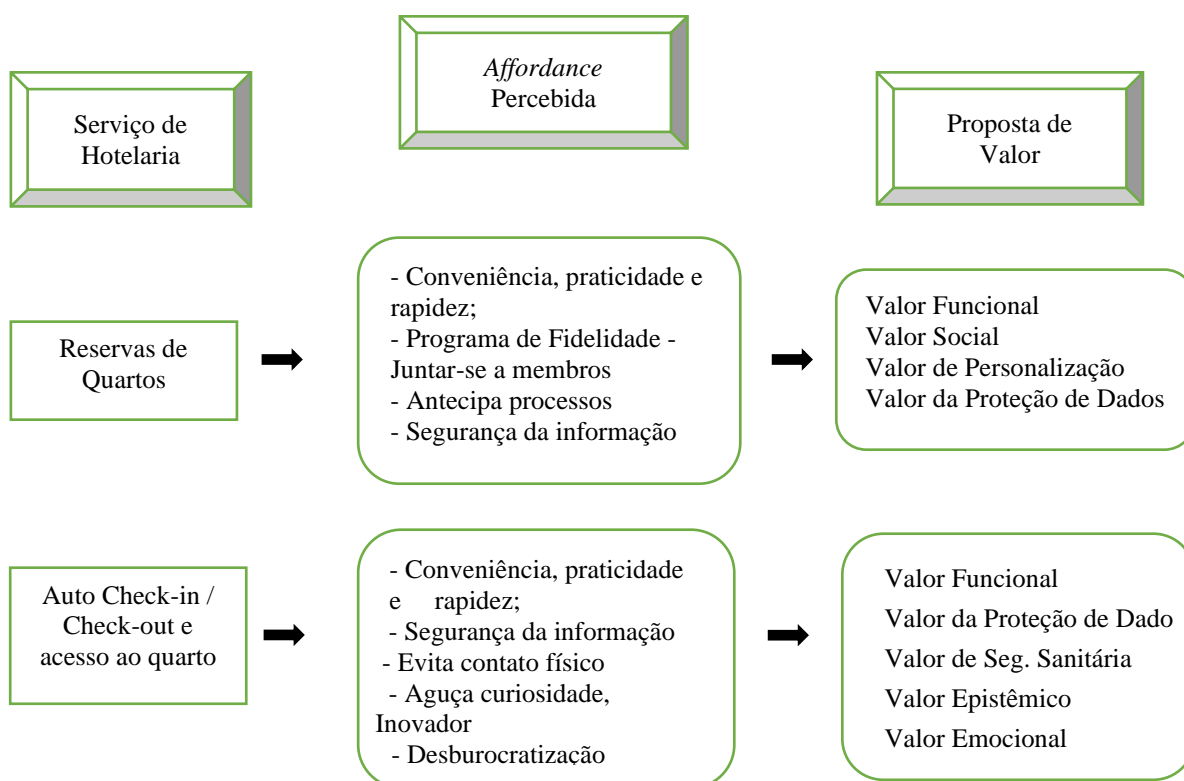 Serviço de
Hotelaria
Affordance
Percebida
Proposta de
Valor
Reservas de
Quartos
- Conveniência, praticidade e
rapidez;
- Programa de Fidelidade -
Juntar-se a membros
- Antecipa processos
- Segurança da informação
Valor Funcional
Valor Social
Valor de Personalização
Valor da Proteção de Dados
Auto Check-in /
Check-out e
acesso ao quarto
- Conveniência, praticidade
e rapidez;
- Segurança da informação
- Evita contato físico
- Aguça curiosidade,
Inovador
- Desburocratização
Valor Funcional
Valor da Proteção de Dado
Valor de Seg. Sanitária
Valor Epistêmico
Valor Emocional